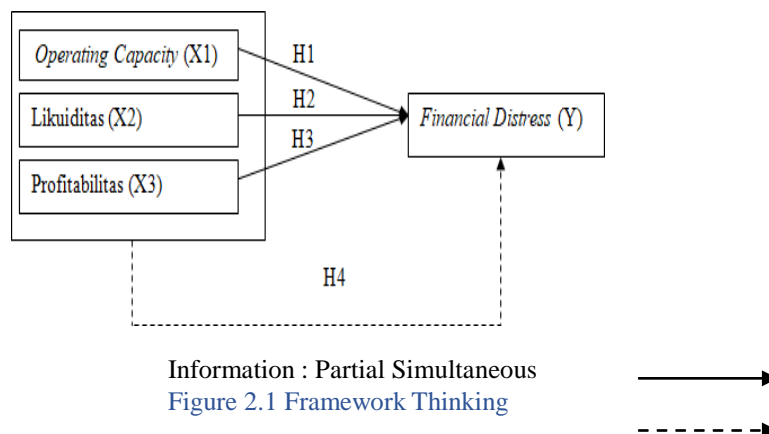 Operating Capacity (X1)
H1
Likuiditas (X2)
H2
Financial Distress (Y)
H3
Profitabilitas (X3)
H4
Information : Partial Simultaneous
Figure 2.1 Framework Thinking